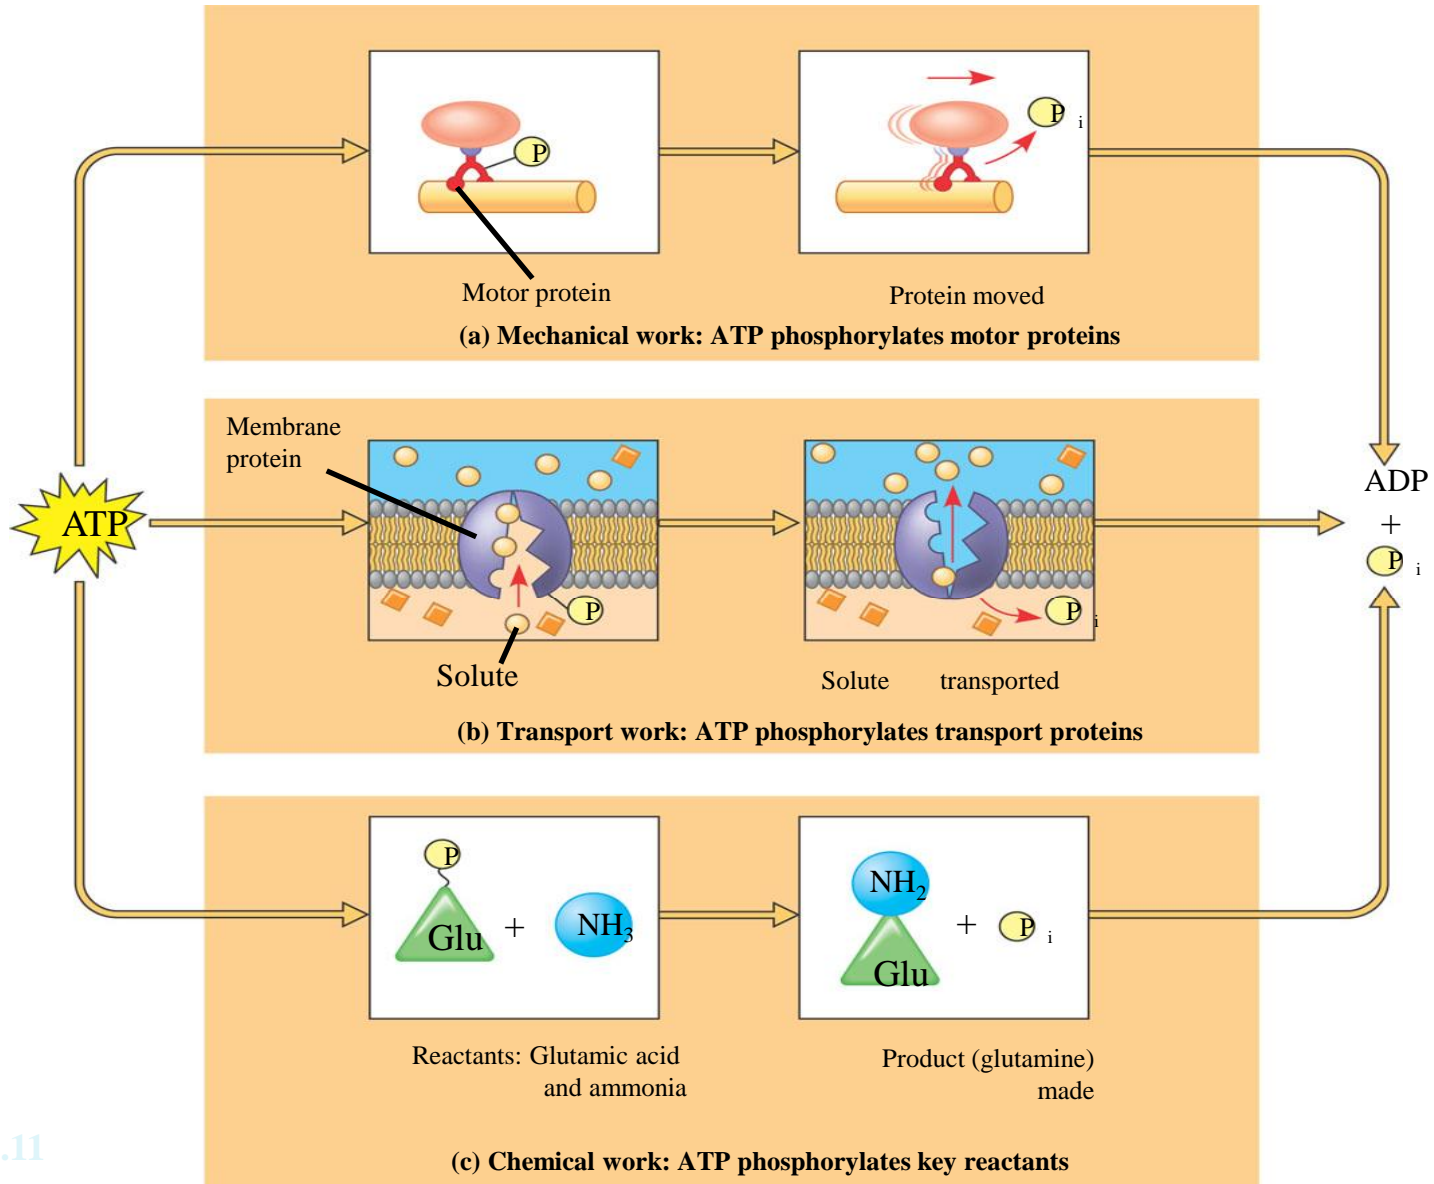 P
P i
Motor protein
Protein moved
(a) Mechanical work: ATP phosphorylates motor proteins
Membrane
protein
ATP
P
P i
Solute
Solute transported
(b) Transport work: ATP phosphorylates transport proteins
ADP
+
P i
P
Glu + NH3
NH2
Glu + P i
Reactants: Glutamic acid
and ammonia
Product (glutamine)
made
.11
(c) Chemical work: ATP phosphorylates key reactants